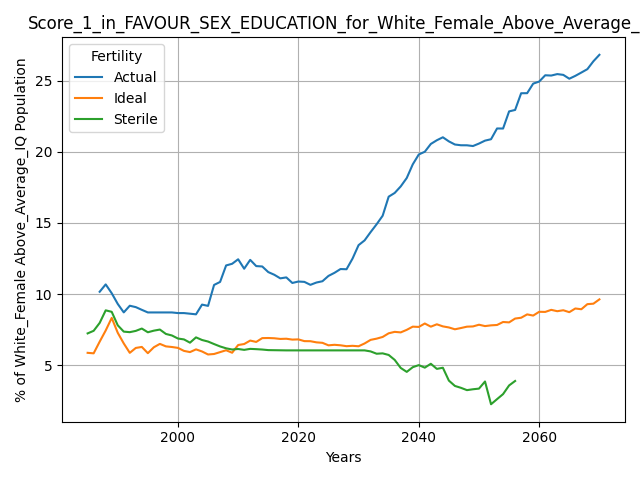 Score_1_in_FAVOUR_SEX_EDUCATION_for_White_Female_Above_Average_
Fertility
Actual
Ideal
Sterile
% of White_Female Above_Average_IQ Population
25
20
15
10
5
2000
2020
2040
2060
Years